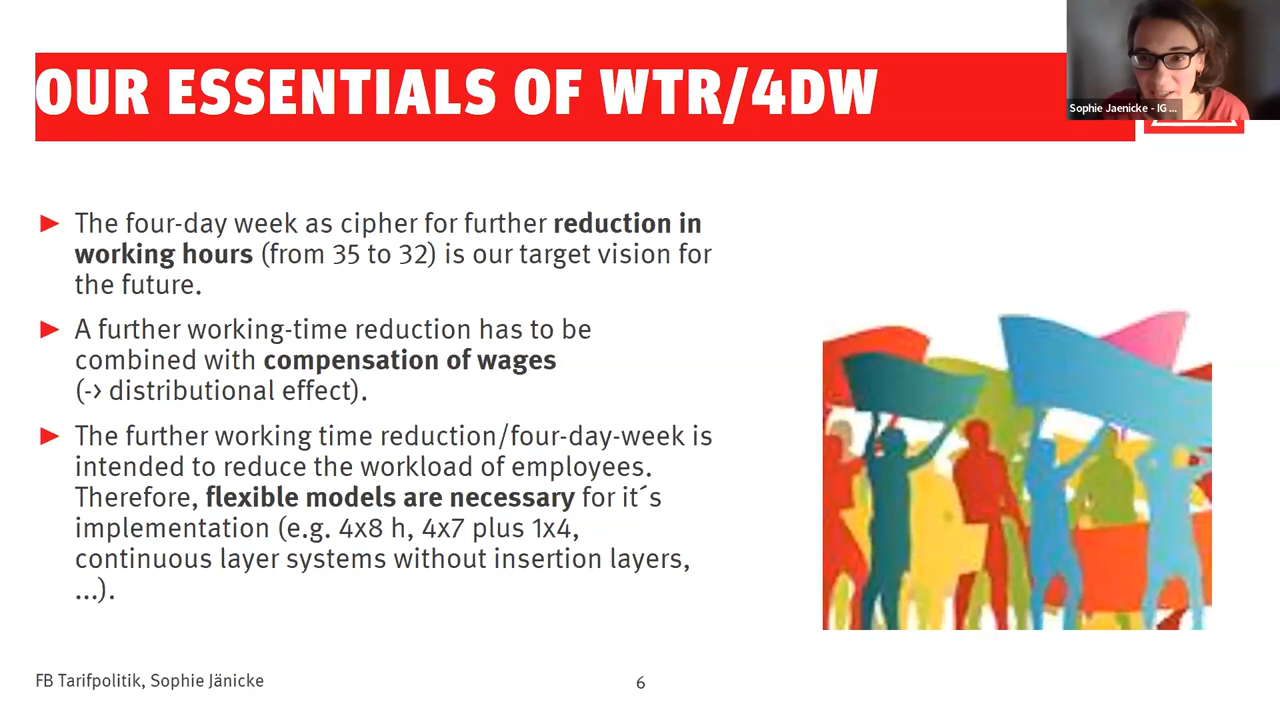 OUR ESSENTIALS OF WTR/4DW
Sophie Jaenicke - IG ...
► The four-day week as cipher for further reduction in
working hours (from 35 to 32) is our target vision for
the future.
► A further working-time reduction has to be
combined with compensation of wages
(-> distributional effect).
► The further working time reduction/four-day-week is
intended to reduce the workload of employees.
Therefore, flexible models are necessary for it´s
implementation (e.g. 4x8 h, 4x7 plus 1x4,
continuous layer systems without insertion layers,
...).
FB Tarifpolitik, Sophie Jänicke
6